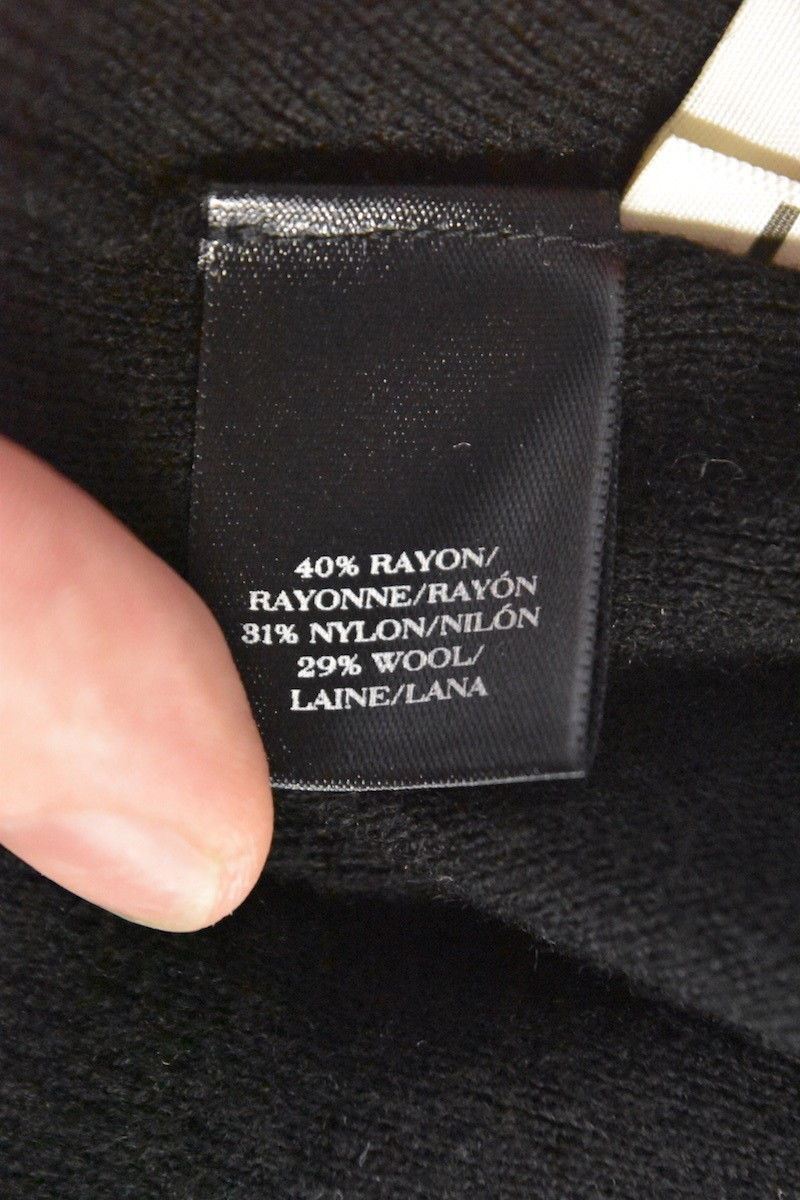 40% RAYON/
RAYONNE/RAYÓN
31% NYLON/NILÓN
29% WOOL/
LAINE/LANA